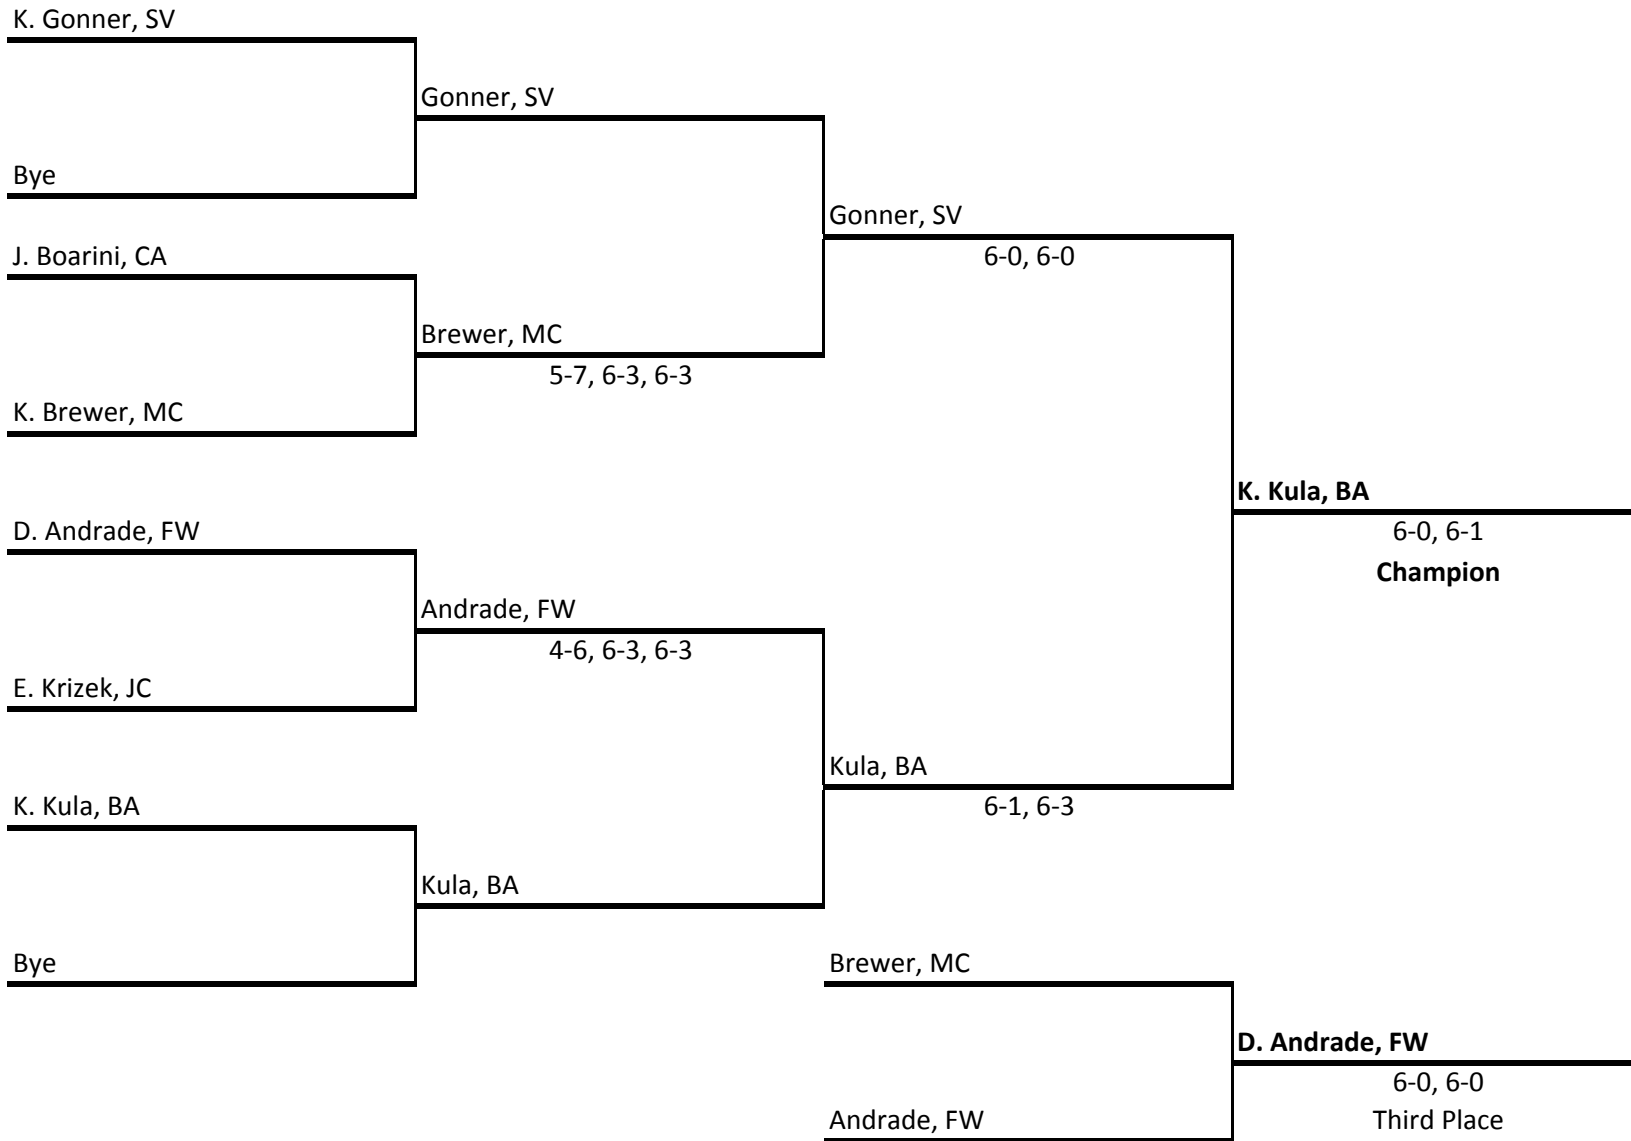 K. Gonner, SV
Gonner, SV
Bye
Gonner, SV
J. Boarini, CA
6-0, 6-0
Brewer, MC
5-7, 6-3, 6-3
K. Brewer, MC
K. Kula, BA
D. Andrade, FW
6-0, 6-1
Champion
Andrade, FW
4-6, 6-3, 6-3
E. Krizek, JC
Kula, BA
K. Kula, BA
6-1, 6-3
Kula, BA
Bye
Brewer, MC
D. Andrade, FW
6-0, 6-0
Andrade, FW
Third Place